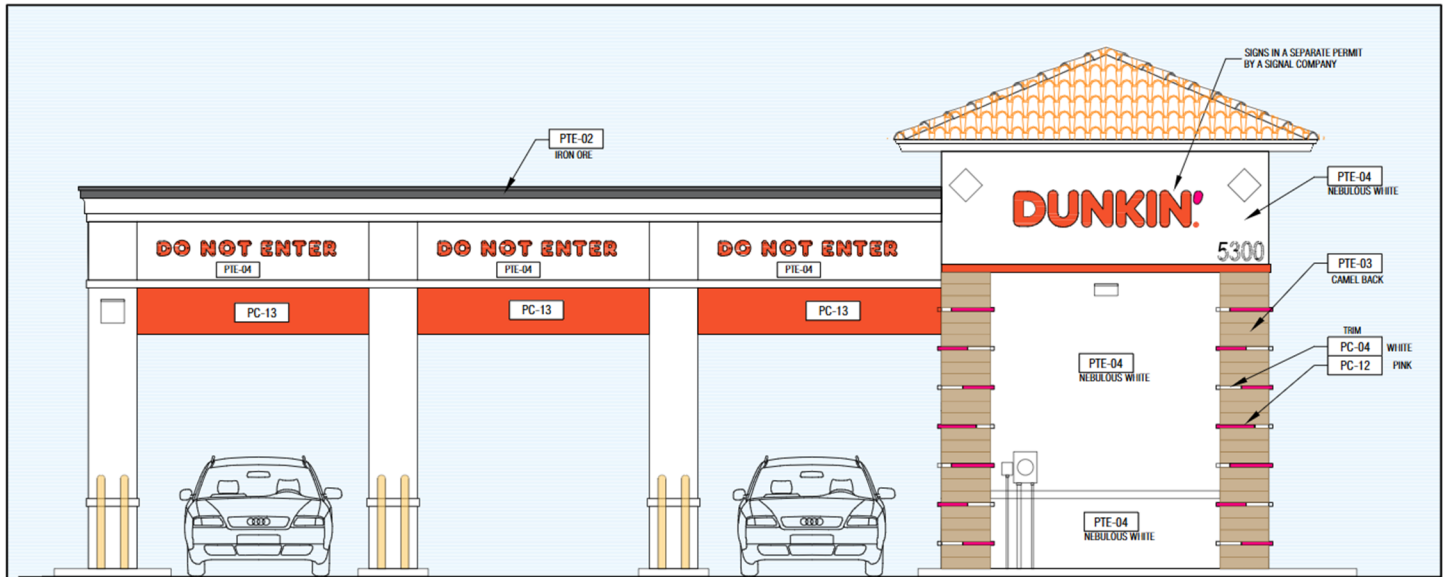 SIGNS IN A SEPARATE PERMIT
BY A SIGNAL COMPANY
PTE-02
IRON ORE
PTE-04
NEBULOUS WHITE
DUNKIN'
DO NOT ENTER
DO NOT ENTER
DO NOT ENTER
PTE-04
PTE-04
PTE-04
5300
PTE-03
CAMEL BACK
PC-13
PC-13
PC-13
TRIM
PC-04 WHITE
PC-12 PINK
PTE-04
NEBULOUS WHITE
PTE-04
NEBULOUS WHITE